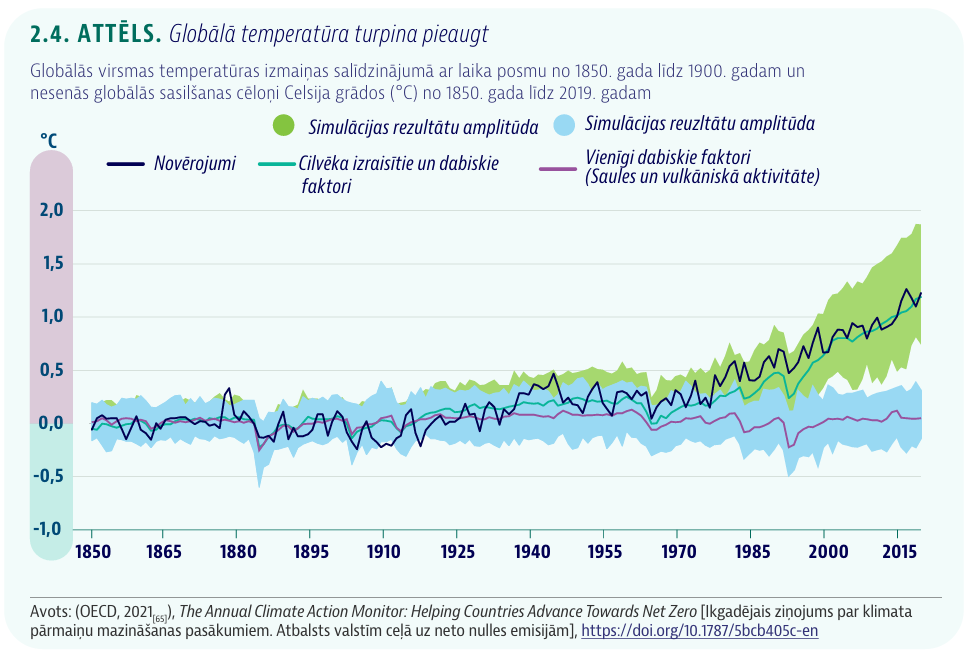 2.4. ATTĒLS. Globālā temperatūra turpina pieaugt
Globālās virsmas temperatūras izmaiņas salīdzinājumā ar laika posmu no 1850. gada līdz 1900. gadam un
nesenās globālās sasilšanas cēloņi Celsija grādos (°C) no 1850. gada līdz 2019. gadam
Simulācijas rezultātu amplitūda
Simulācijas reuzltātu amplitūda
°C
Novērojumi
Cilvēka izraisītie un dabiskie
faktori
Vienīgi dabiskie faktori
(Saules un vulkāniskā aktivitāte)
2,0
1,5
1,0
0,5
0,0
-0,5
-1,0
1850 1865 1880 1895 1910 1925 1940 1955 1970 1985 2000 2015
Avots: (OECD, 2021[65]), The Annual Climate Action Monitor: Helping Countries Advance Towards Net Zero [Ikgadējais ziņojums par klimata
pārmaiņu mazināšanas pasākumiem. Atbalsts valstīm ceļā uz neto nulles emisijām], https://doi.org/10.1787/5bcb405c-en